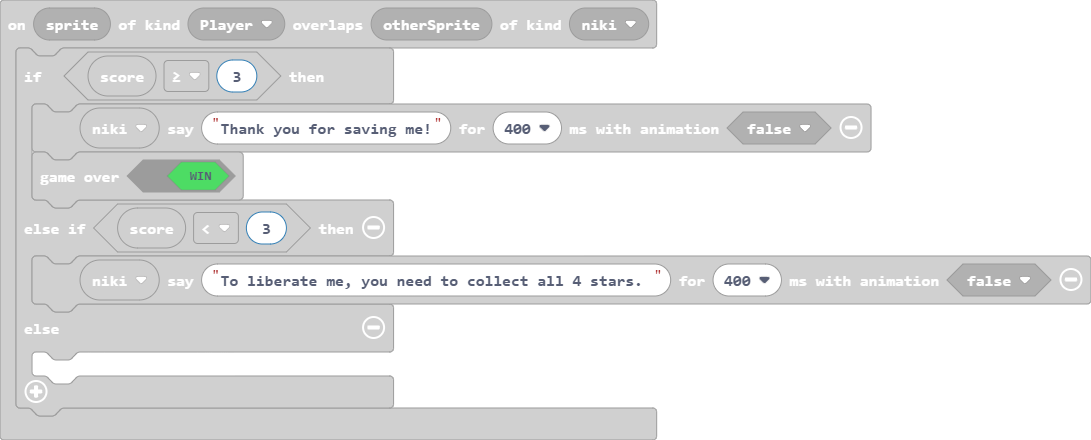 on sprite of kind Player overlaps otherSprite of kind niki
if score ≥ 3 then
niki say "Thank you for saving me!" for 400 ms with animation false
game over WIN
else if score < 3 then
niki say "To liberate me, you need to collect all 4 stars. " for 400 ms with animation false
else